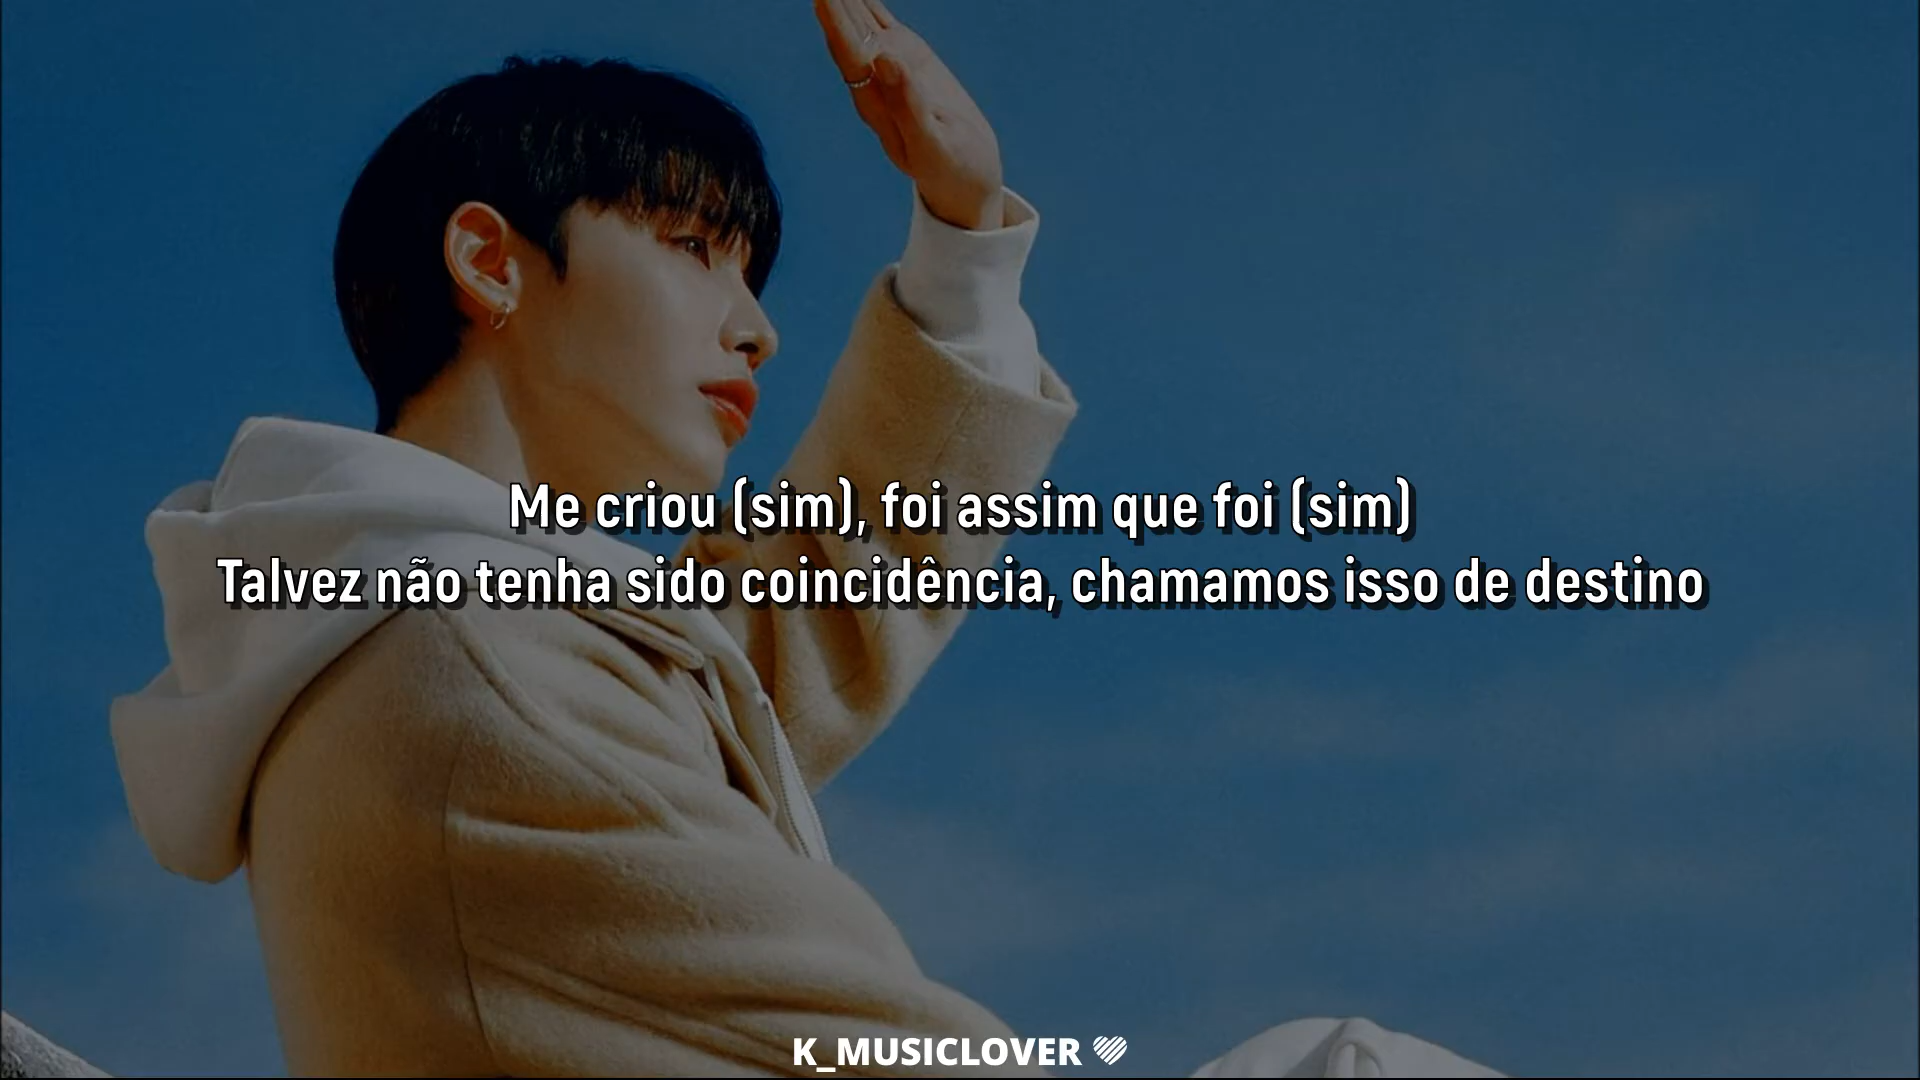 Me criou (sim), foi assim que foi (sim)
Talvez não tenha sido coincidência, chamamos isso de destino
K_MUSICLOVER